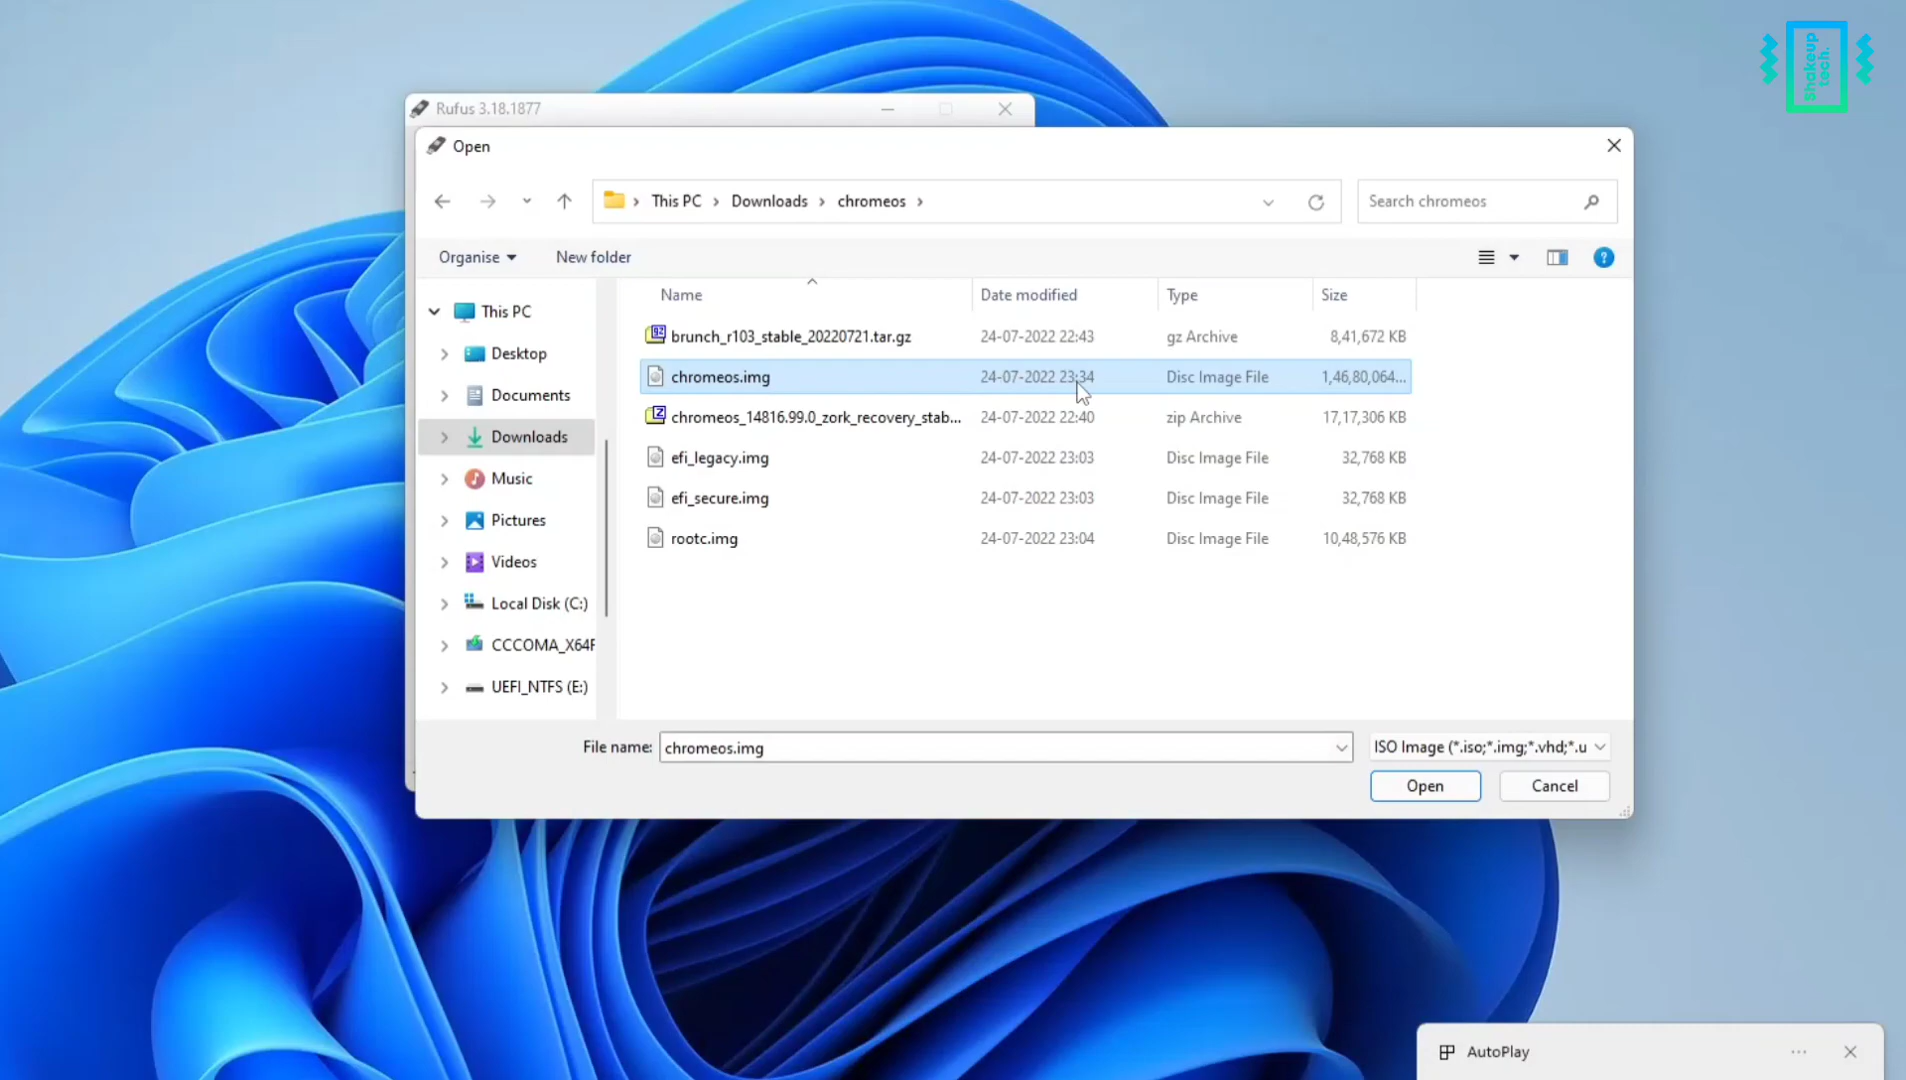 Shakeup
tech.
Rufus 3.18.1877
Open
This PC > Downloads > chromeos >
Search chromeos
Organise
New folder
Name Date modified Type Size
brunch_r103_stable_20220721.tar.gz 24-07-2022 22:43 gz Archive 8,41,672 KB
chromeos.img 24-07-2022 23:34 Disc Image File 1,46,80,064...
chromeos_14816.99.0_zork_recovery_stab... 24-07-2022 22:40 zip Archive 17,17,306 KB
efi_legacy.img 24-07-2022 23:03 Disc Image File 32,768 KB
efi_secure.img 24-07-2022 23:03 Disc Image File 32,768 KB
rootc.img 24-07-2022 23:04 Disc Image File 10,48,576 KB
This PC
Desktop
Documents
Downloads
Music
Pictures
Videos
Local Disk (C:)
CCCOMA_X64F
UEFI_NTFS (E:)
File name: chromeos.img
ISO Image (*.iso;*.img;*.vhd;*.u
Open
Cancel
AutoPlay